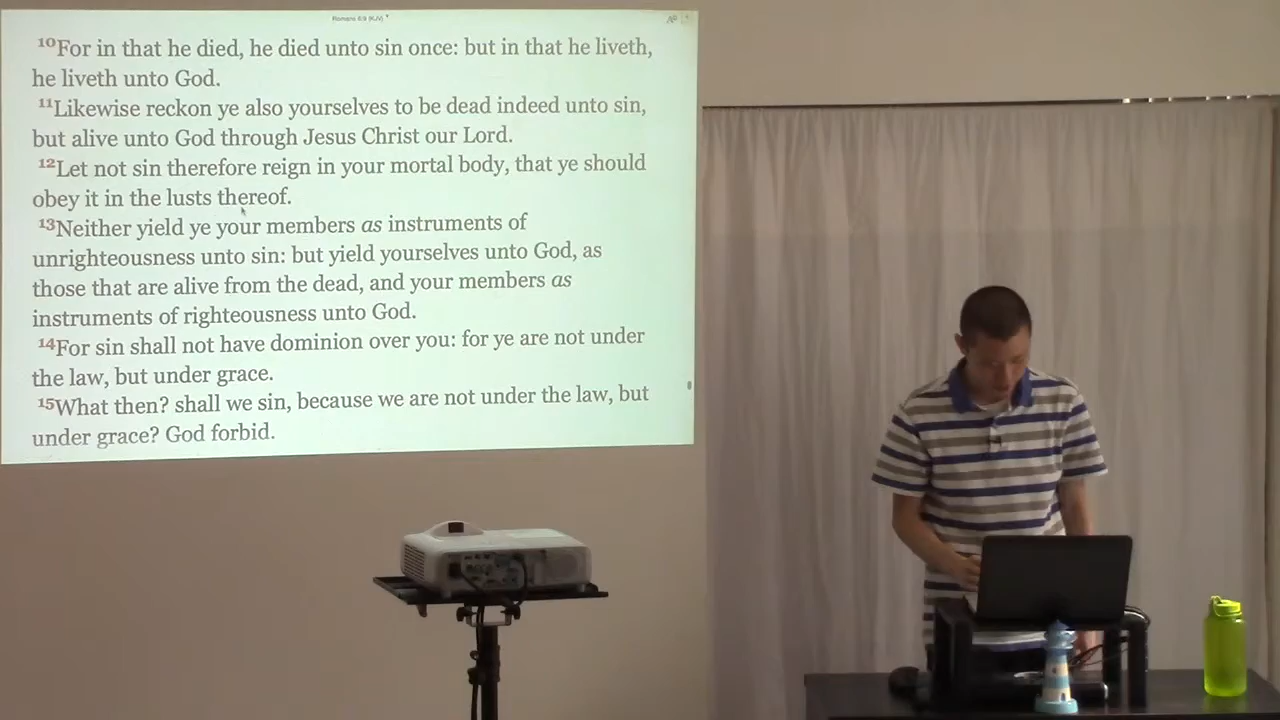 Romans 6:9 (KJV)
10For in that he died, he died unto sin once: but in that he liveth,
he liveth unto God.
11Likewise reckon ye also yourselves to be dead indeed unto sin,
but alive unto God through Jesus Christ our Lord.
12Let not sin therefore reign in your mortal body, that ye should
obey it in the lusts thereof.
13Neither yield ye your members as instruments of
unrighteousness unto sin: but yield yourselves unto God, as
those that are alive from the dead, and your members as
instruments of righteousness unto God.
14For sin shall not have dominion over you: for ye are not under
the law, but under grace.
15What then? shall we sin, because we are not under the law, but
under grace? God forbid.